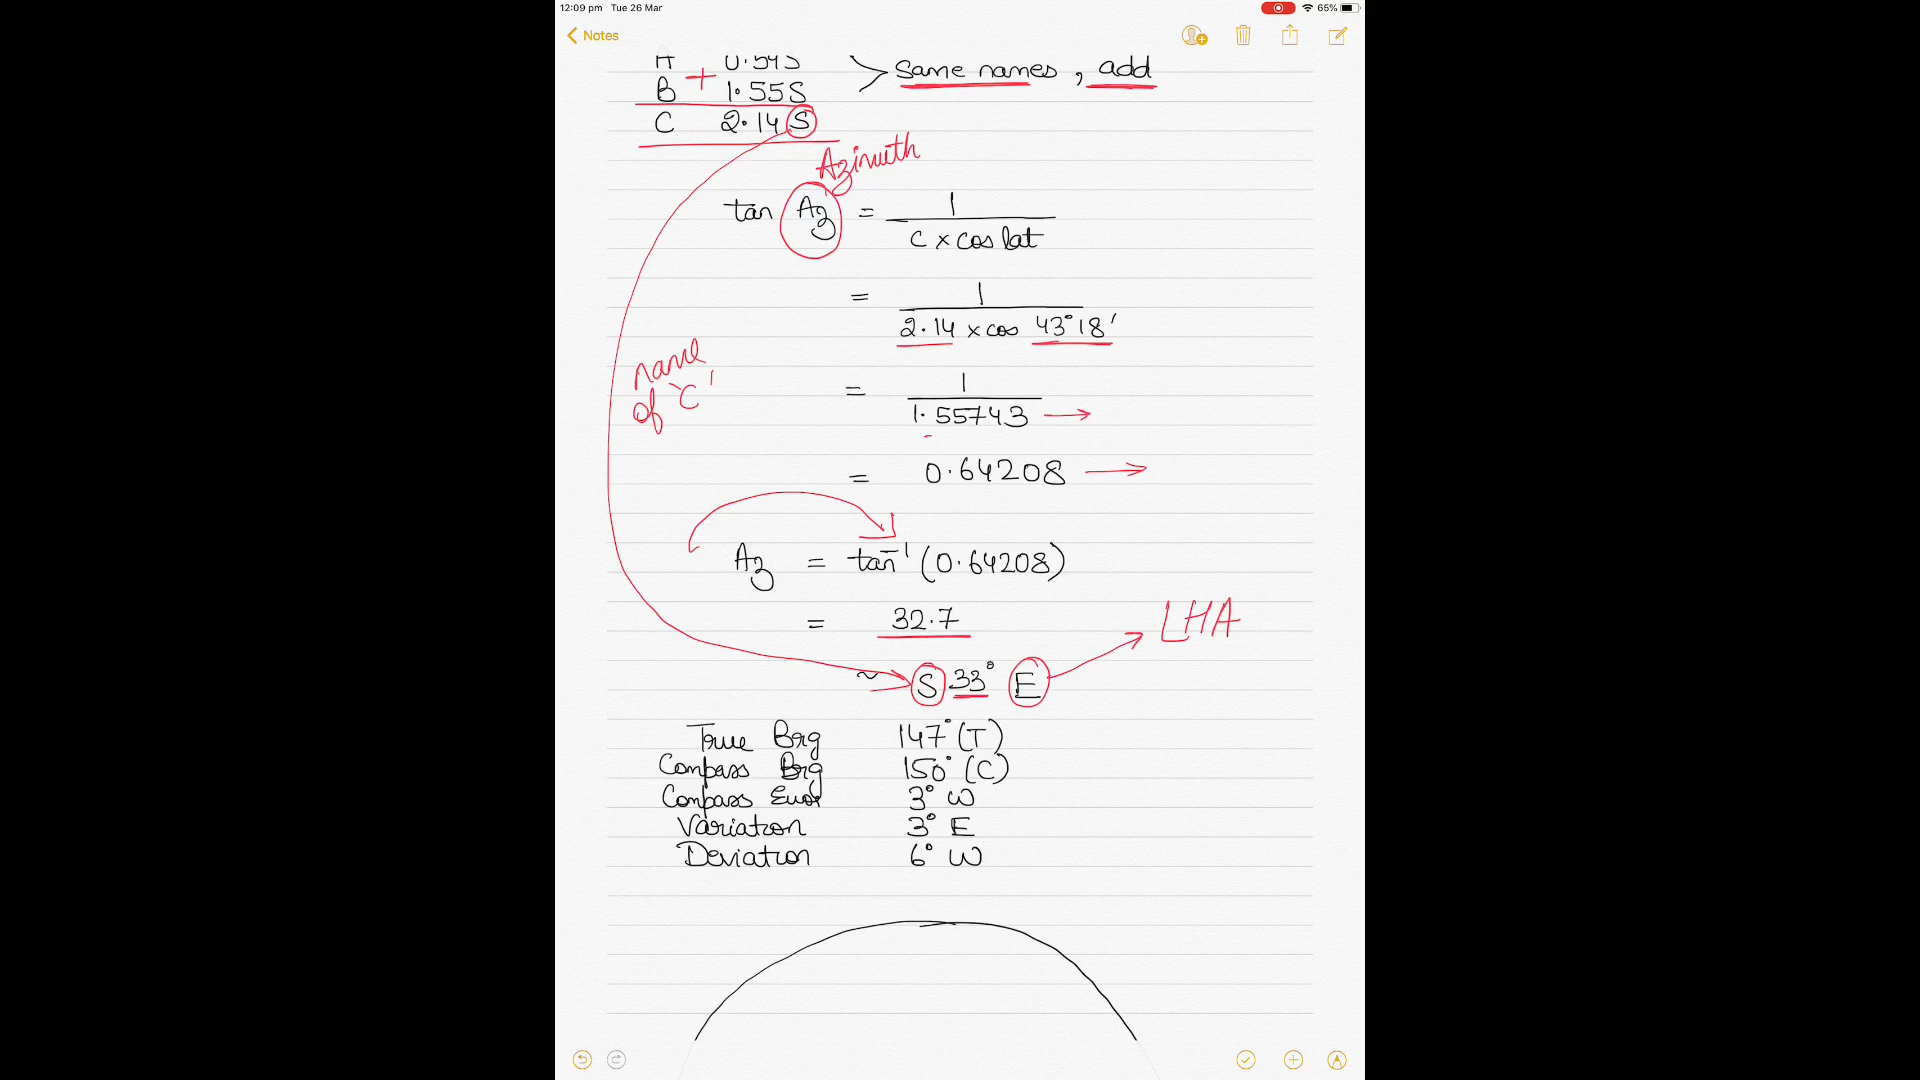 12:09 pm Tue 26 Mar
65%
Notes
same names, add
B + 1.55S
C 2.14 S
Azimuth
tan Az = 1
C x cos lat
= 1
2.14 x cos 43°18'
name
of 'C'
= 1
1.55743
= 0.64208
Az = tan⁻¹ (0.64208)
= 32.7
LHA
~ S 33° E
True Brg 147° (T)
Compass Brg 150° (C)
Compass Error 3° W
Variation 3° E
Deviation 6° W